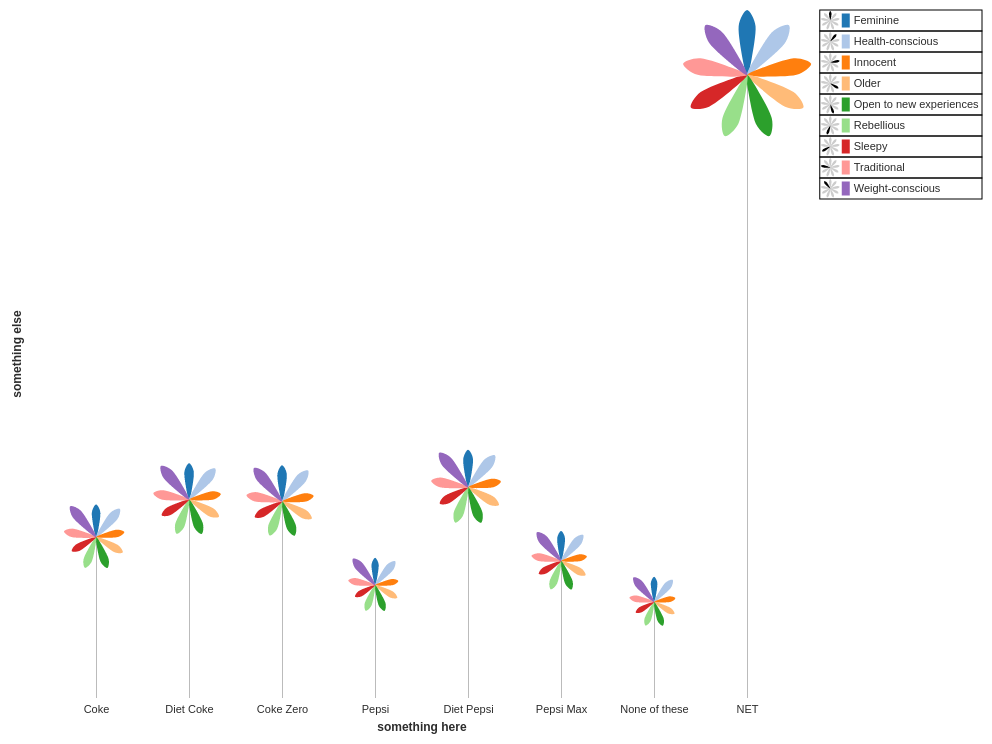 Feminine
Health-conscious
Innocent
Older
Open to new experiences
Rebellious
Sleepy
Traditional
Weight-conscious
something else
Coke Diet Coke Coke Zero Pepsi Diet Pepsi Pepsi Max None of these NET
something here